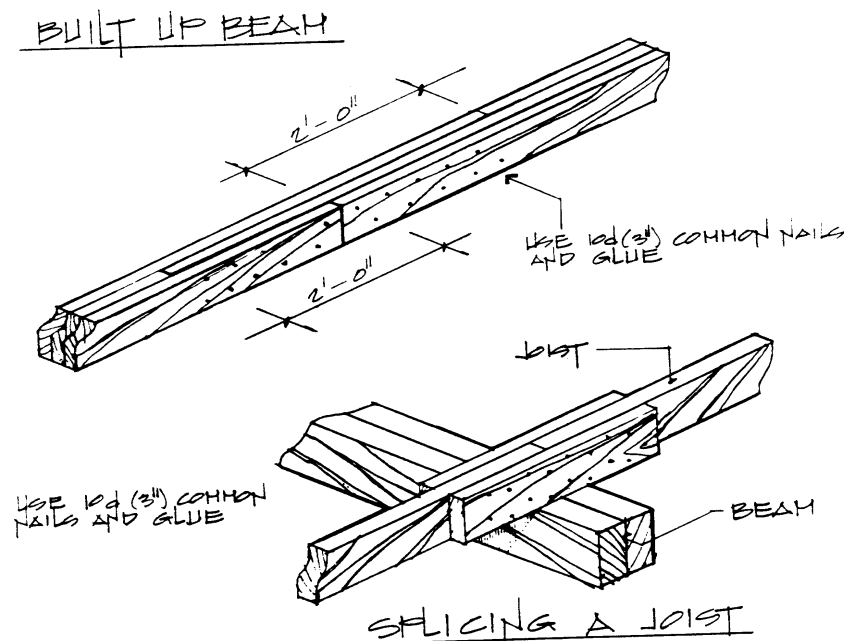 BUILT UP BEAM
2'-0"
USE 10d (3") COMMON NAILS
AND GLUE
2'-0"
JOIST
USE 10d (3") COMMON
NAILS AND GLUE
BEAM
SPLICING A JOIST